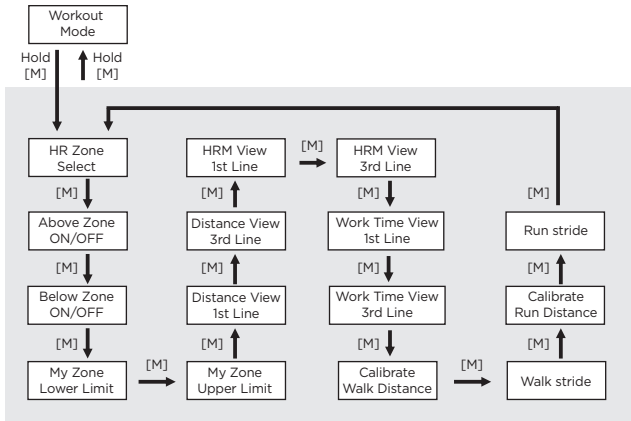 Workout
Mode
Hold
[M]
Hold
[M]
HR Zone
Select
[M]
Above Zone
ON/OFF
[M]
Below Zone
ON/OFF
[M]
My Zone
Lower Limit
[M]
My Zone
Upper Limit
[M]
Distance View
1st Line
[M]
Distance View
3rd Line
[M]
HRM View
1st Line
[M]
HRM View
3rd Line
[M]
Work Time View
1st Line
[M]
Work Time View
3rd Line
[M]
Calibrate
Walk Distance
[M]
Walk stride
[M]
Calibrate
Run Distance
[M]
Run stride
[M]